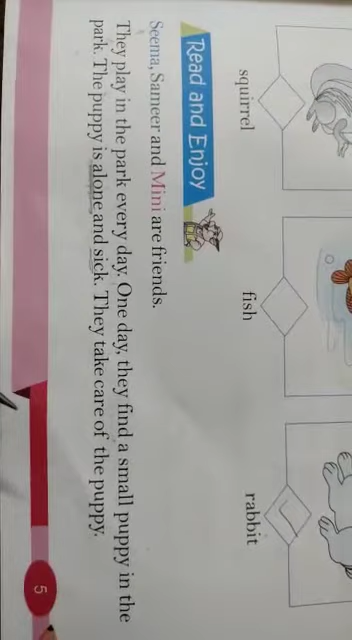 squirrel fish rabbit
Read and Enjoy
Seema, Sameer and Mini are friends.
They play in the park every day. One day, they find a small puppy in the
park. The puppy is alone and sick. They take care of the puppy.
5